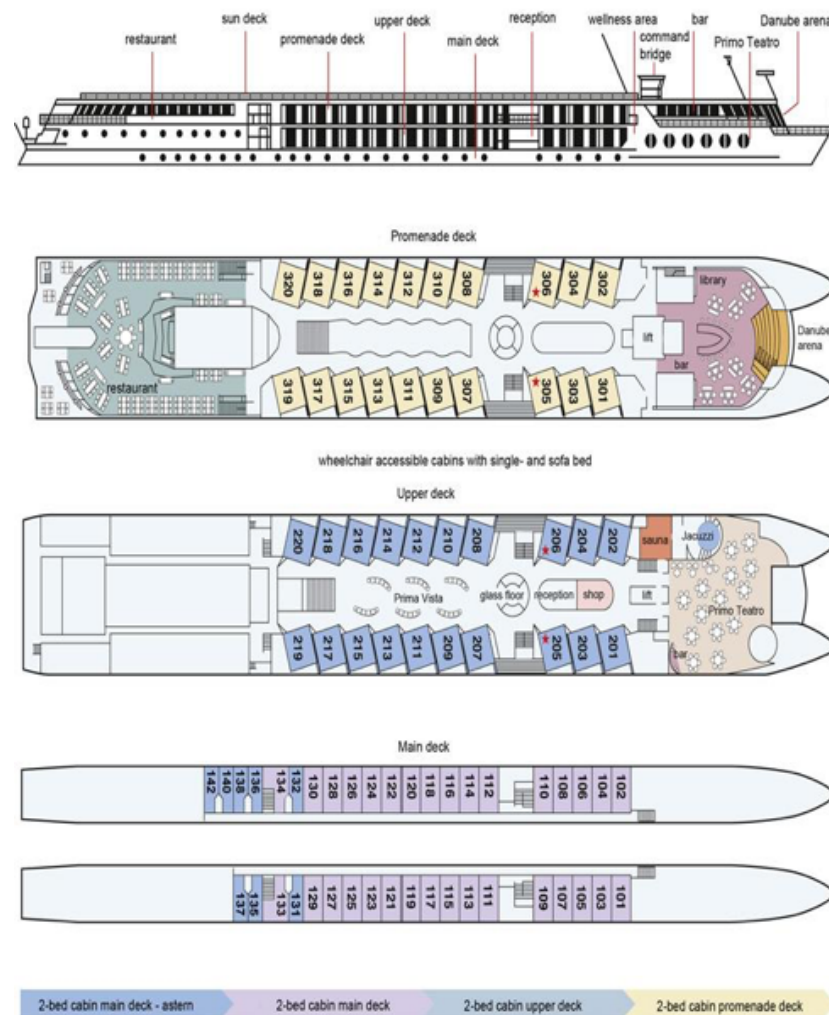 sun deck
upper deck
reception
wellness area
bar
Danube arena
restaurant
promenade deck
main deck
command
bridge
Primo Teatro
Promenade deck
320 318 316 314 312 310 308 306 304 302
library
lift
Danube
arena
restaurant
bar
319 317 315 313 311 309 307 305 303 301
wheelchair accessible cabins with single- and sofa bed
Upper deck
220 218 216 214 212 210 208 206 204 202
sauna
Jacuzzi
Prima Vista
glass floor
reception
shop
lift
Primo Teatro
219 217 215 213 211 209 207 205 203 201
bar
Main deck
142 140 138 136 134 132 130 128 126 124 122 120 118 116 114 112 110 108 106 104 102
137 135 133 131 129 127 125 123 121 119 117 115 113 111 109 107 105 103 101
2-bed cabin main deck - astern
2-bed cabin main deck
2-bed cabin upper deck
2-bed cabin promenade deck